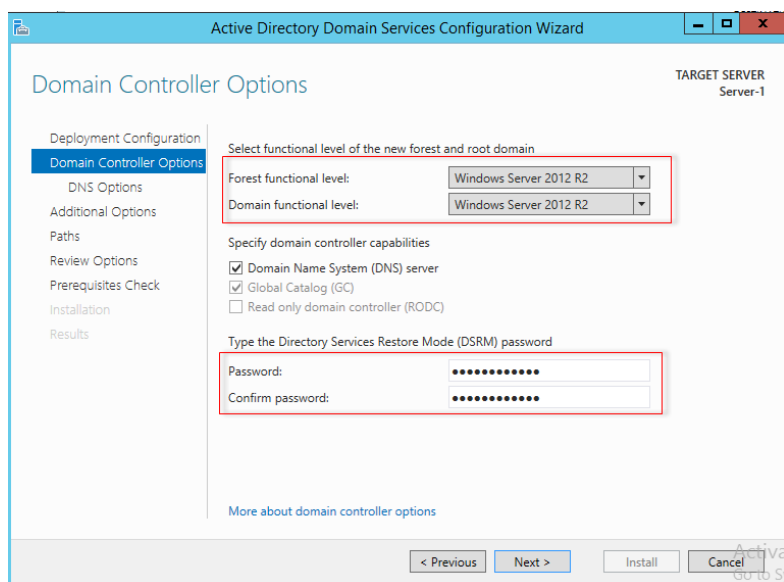 Active Directory Domain Services Configuration Wizard
Domain Controller Options
TARGET SERVER
Server-1
Deployment Configuration
Domain Controller Options
DNS Options
Additional Options
Paths
Review Options
Prerequisites Check
Installation
Results
Select functional level of the new forest and root domain
Forest functional level: Windows Server 2012 R2
Domain functional level: Windows Server 2012 R2
Specify domain controller capabilities
Domain Name System (DNS) server
Global Catalog (GC)
Read only domain controller (RODC)
Type the Directory Services Restore Mode (DSRM) password
Password: ••••••••••••
Confirm password: ••••••••••••
More about domain controller options
< Previous Next > Install Cancel
Activa
Go to S